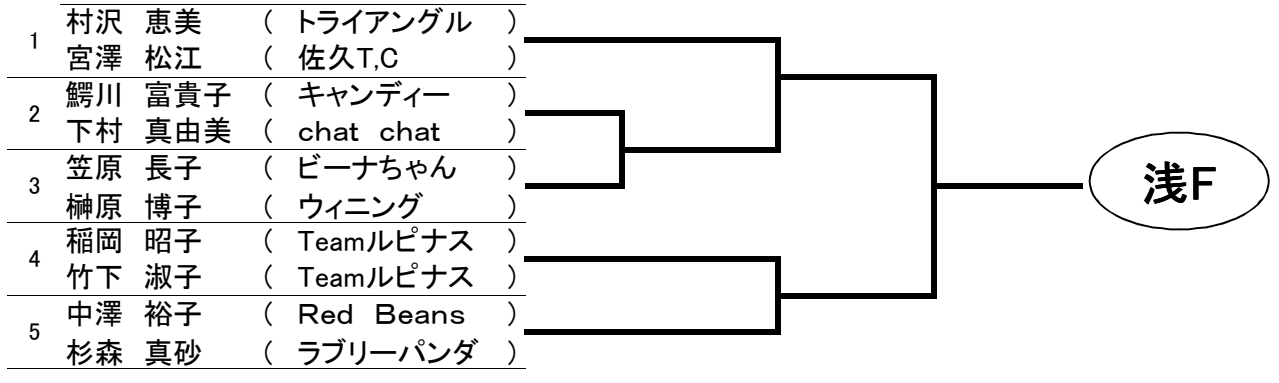 1
村沢 恵美 ( トライアングル )
宮澤 松江 ( 佐久T,C )
2
鰐川 富貴子 ( キャンディー )
下村 真由美 ( chat chat )
3
笠原 長子 ( ビーナちゃん )
榊原 博子 ( ウィニング )
4
稲岡 昭子 ( Teamルピナス )
竹下 淑子 ( Teamルピナス )
5
中澤 裕子 ( Red Beans )
杉森 真砂 ( ラブリーパンダ )
浅F